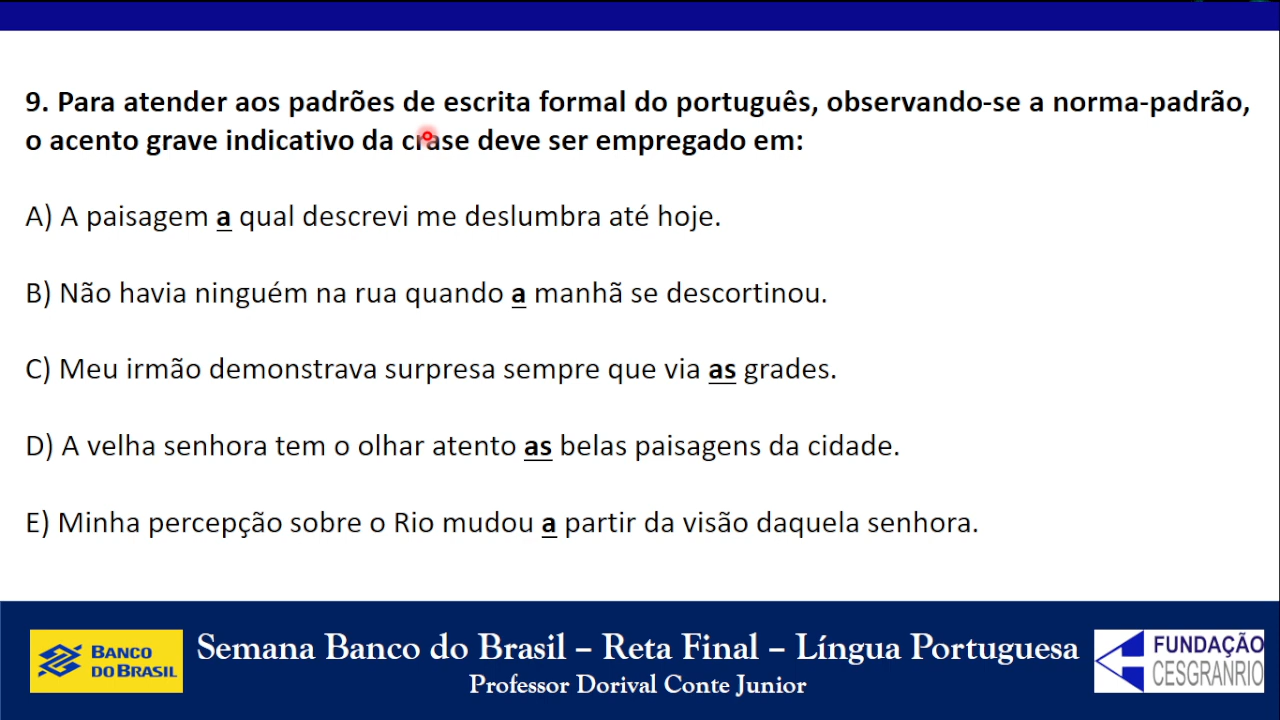 9. Para atender aos padrões de escrita formal do português, observando-se a norma-padrão,
o acento grave indicativo da crase deve ser empregado em:
A) A paisagem a qual descrevi me deslumbra até hoje.
B) Não havia ninguém na rua quando a manhã se descortinou.
C) Meu irmão demonstrava surpresa sempre que via as grades.
D) A velha senhora tem o olhar atento as belas paisagens da cidade.
E) Minha percepção sobre o Rio mudou a partir da visão daquela senhora.
BANCO
DO BRASIL
Semana Banco do Brasil – Reta Final – Língua Portuguesa
Professor Dorival Conte Junior
FUNDAÇÃO
CESGRANRIO